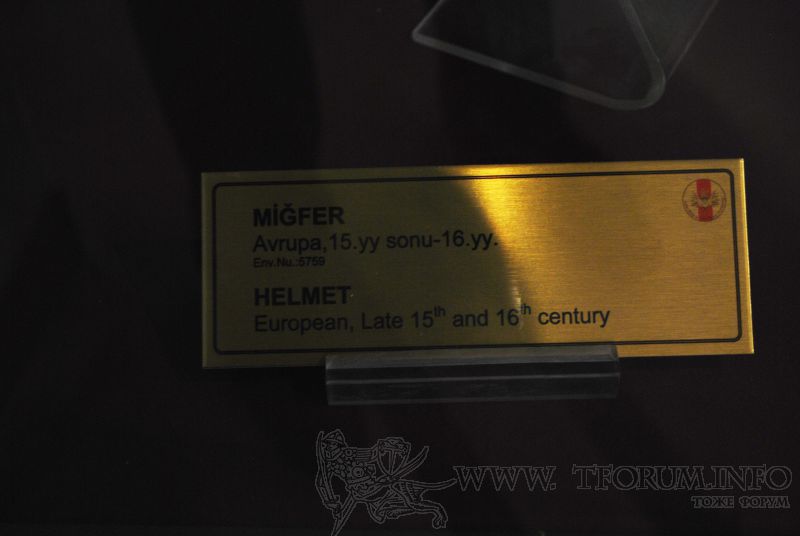 MİĞFER
Avrupa,15.yy sonu-16.yy.
Env.Nu.:5759
HELMET
European, Late 15th and 16th century
WWW. TFORUM.INFO
ТОЖЕ ФОРУМ